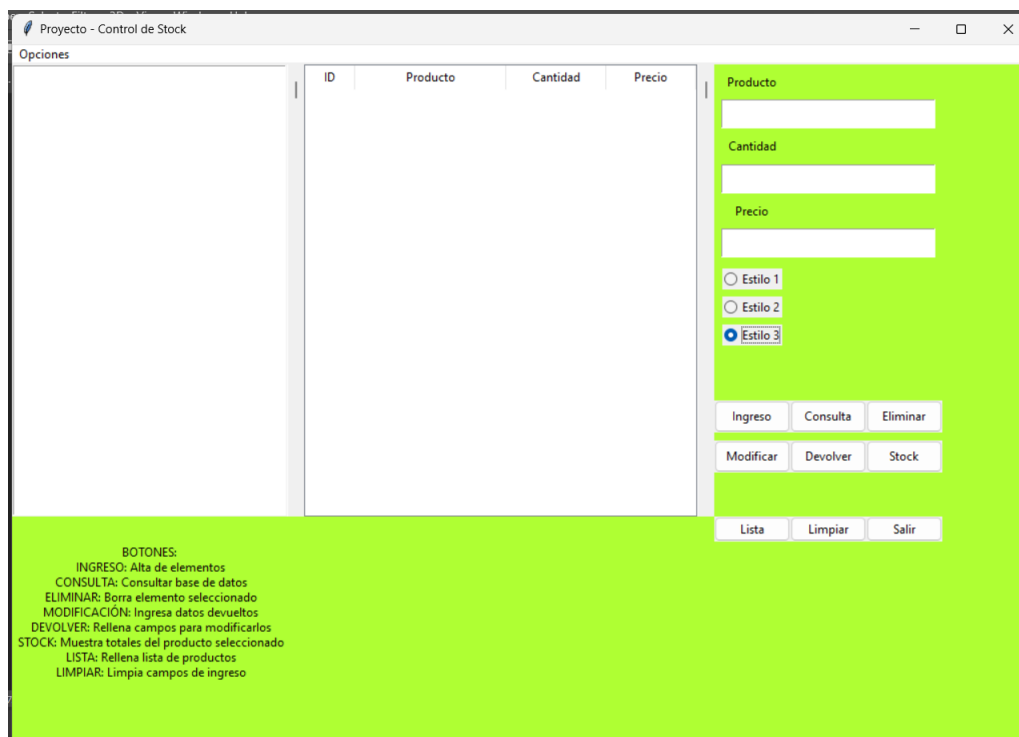 Proyecto - Control de Stock
Opciones
ID Producto Cantidad Precio
Producto
Cantidad
Precio
Estilo 1
Estilo 2
Estilo 3
Ingreso Consulta Eliminar
Modificar Devolver Stock
Lista Limpiar Salir
BOTONES:
INGRESO: Alta de elementos
CONSULTA: Consultar base de datos
ELIMINAR: Borra elemento seleccionado
MODIFICACIÓN: Ingresa datos devueltos
DEVOLVER: Rellena campos para modificarlos
STOCK: Muestra totales del producto seleccionado
LISTA: Rellena lista de productos
LIMPIAR: Limpia campos de ingreso